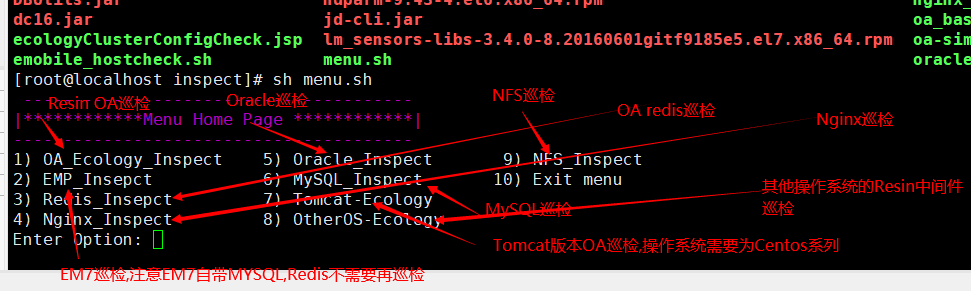 DBUtils.jar hdparm-9.43-4.el6.x86_64.rpm nginx_
dc16.jar jd-cli.jar oa_bas
ecologyClusterConfigCheck.jsp lm_sensors-libs-3.4.0-8.20160601gitf9185e5.el7.x86_64.rpm oa-sim
emobile_hostcheck.sh menu.sh oracle
[root@localhost inspect]# sh menu.sh
Resin OA巡检 Oracle巡检 NFS巡检 OA redis巡检 Nginx巡检
|************Menu Home Page ************|
1) OA_Ecology_Inspect 5) Oracle_Inspect 9) NFS_Inspect
2) EMP_Insepct 6) MySQL_Inspect 10) Exit menu
3) Redis_Insepct 7) Tomcat-Ecology
4) Nginx_Inspect 8) OtherOS-Ecology
Enter Option:
其他操作系统的Resin中间件
巡检
MySQL巡检
Tomcat版本OA巡检,操作系统需要为Centos系列
EM7巡检,注意EM7自带MYSQL,Redis不需要再巡检